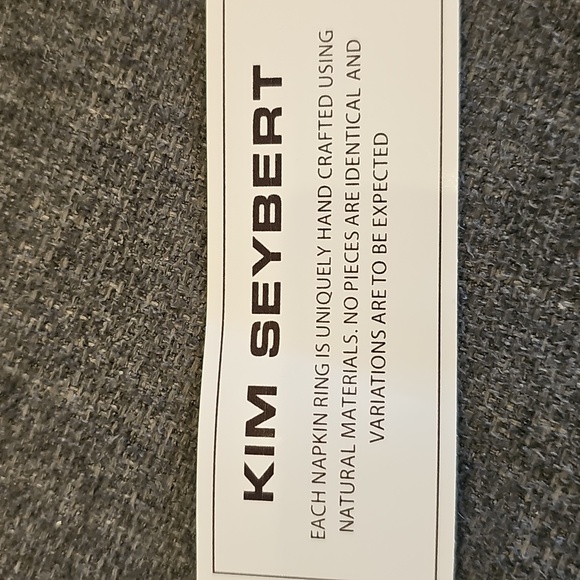 KIM SEYBERT
EACH NAPKIN RING IS UNIQUELY HAND CRAFTED USING
NATURAL MATERIALS. NO PIECES ARE IDENTICAL AND
VARIATIONS ARE TO BE EXPECTED